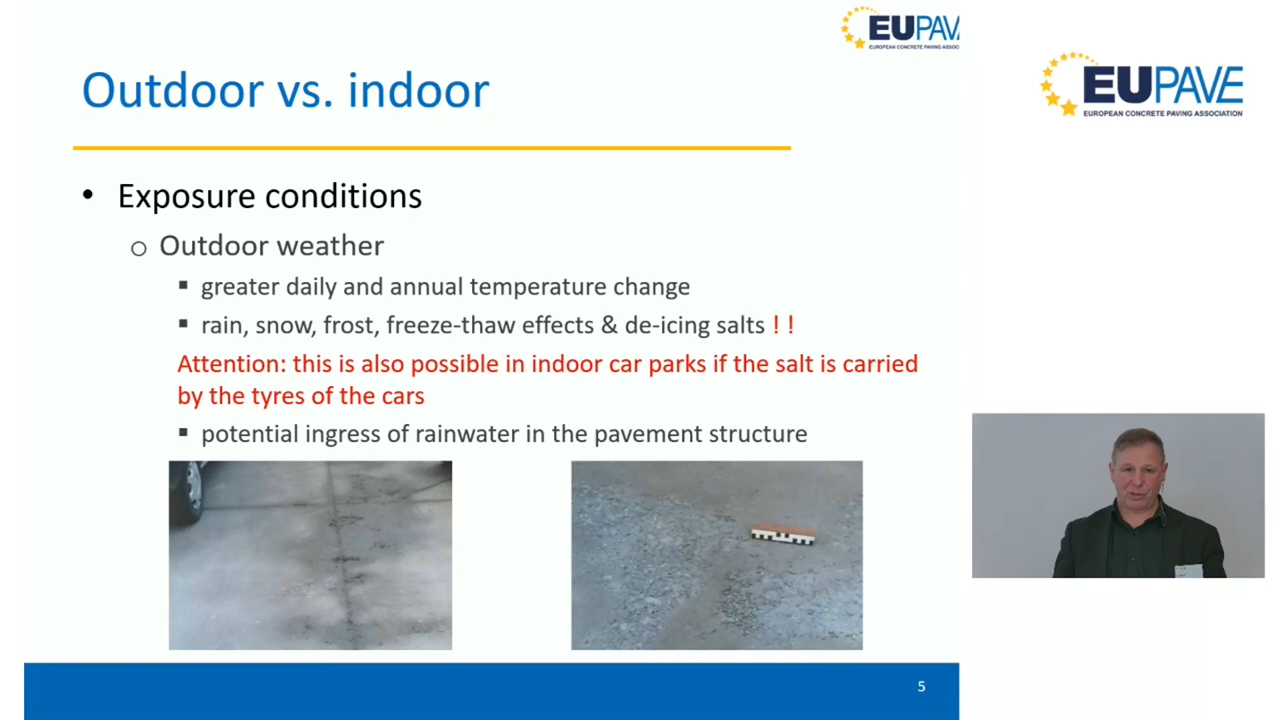 EUPAV
EUROPEAN CONCRETE PAVING ASSOC
EUPAVE
EUROPEAN CONCRETE PAVING ASSOCIATION
Outdoor vs. indoor
• Exposure conditions
o Outdoor weather
▪ greater daily and annual temperature change
▪ rain, snow, frost, freeze-thaw effects & de-icing salts ! !
Attention: this is also possible in indoor car parks if the salt is carried
by the tyres of the cars
▪ potential ingress of rainwater in the pavement structure
5